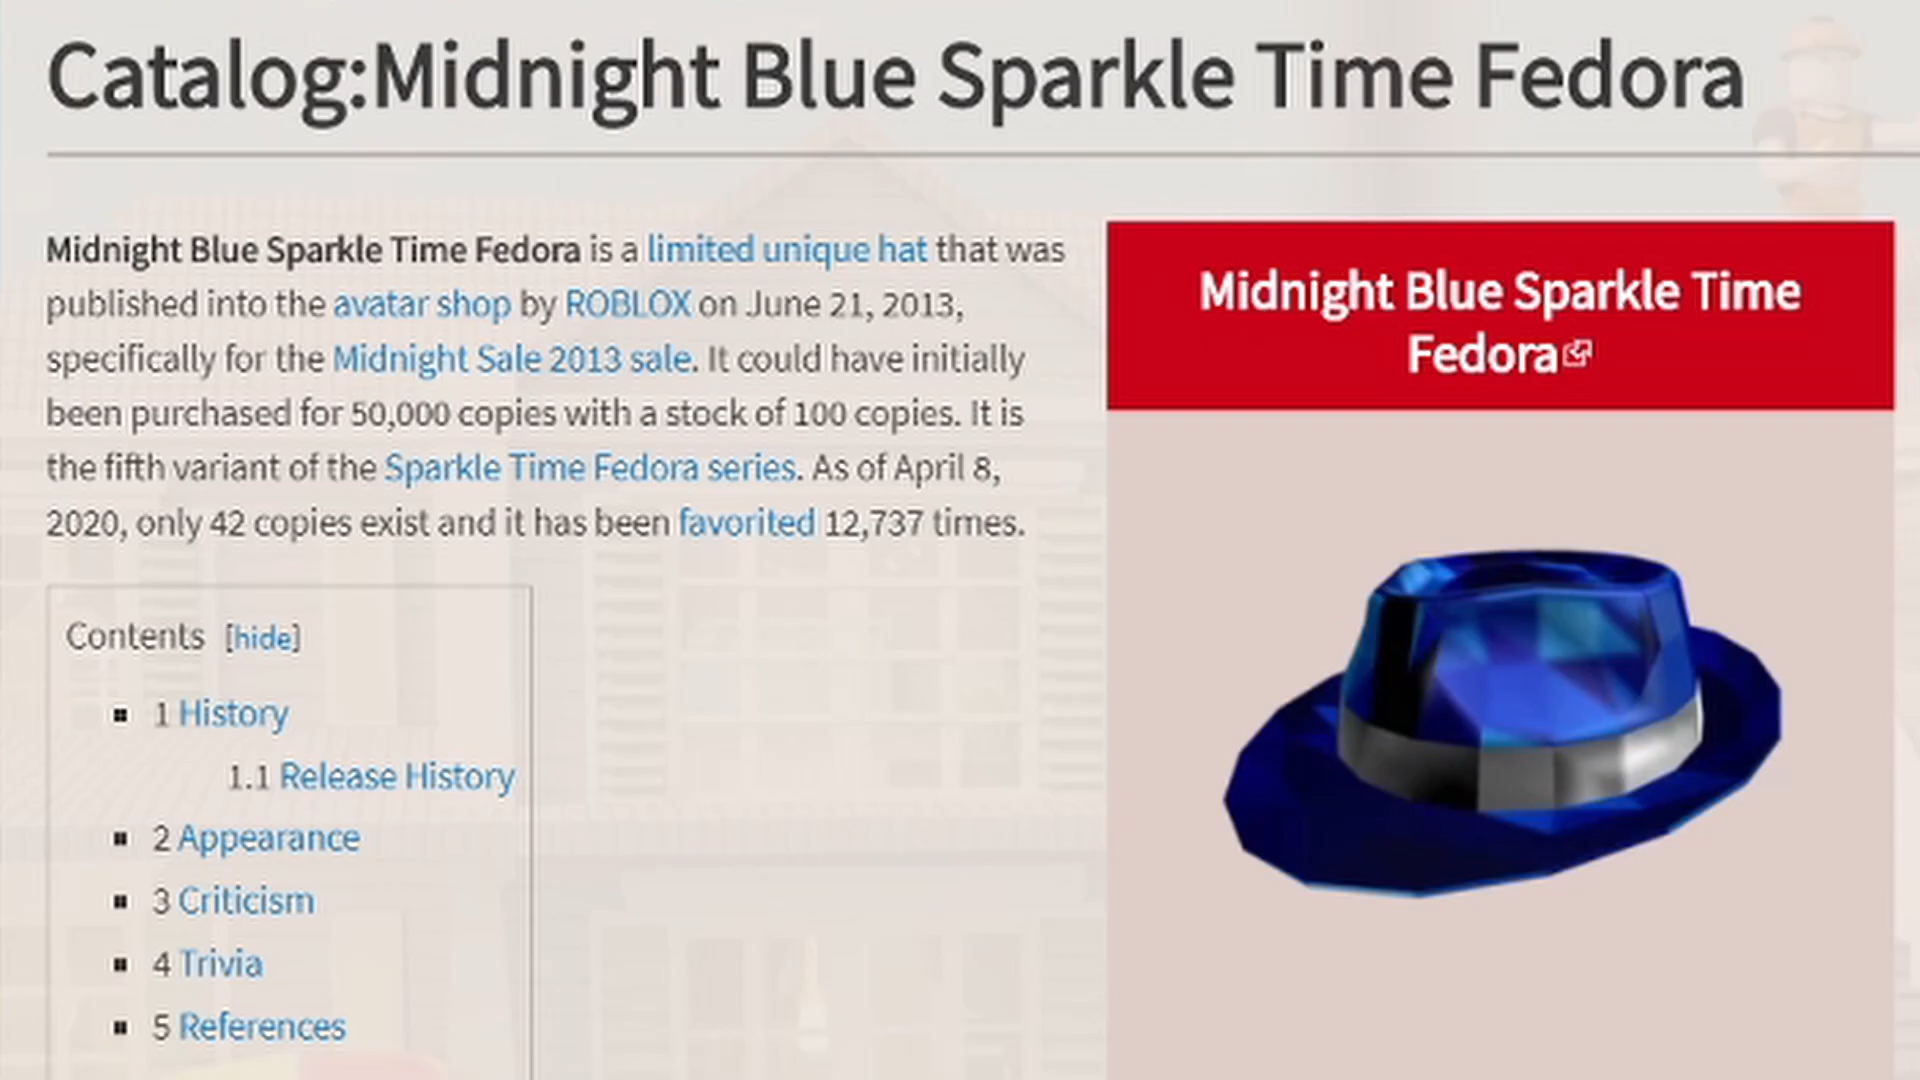 Catalog:Midnight Blue Sparkle Time Fedora
Midnight Blue Sparkle Time Fedora is a limited unique hat that was
published into the avatar shop by ROBLOX on June 21, 2013,
specifically for the Midnight Sale 2013 sale. It could have initially
been purchased for 50,000 copies with a stock of 100 copies. It is
the fifth variant of the Sparkle Time Fedora series. As of April 8,
2020, only 42 copies exist and it has been favorited 12,737 times.
Contents [hide]
1 History
1.1 Release History
2 Appearance
3 Criticism
4 Trivia
5 References
Midnight Blue Sparkle Time
Fedora